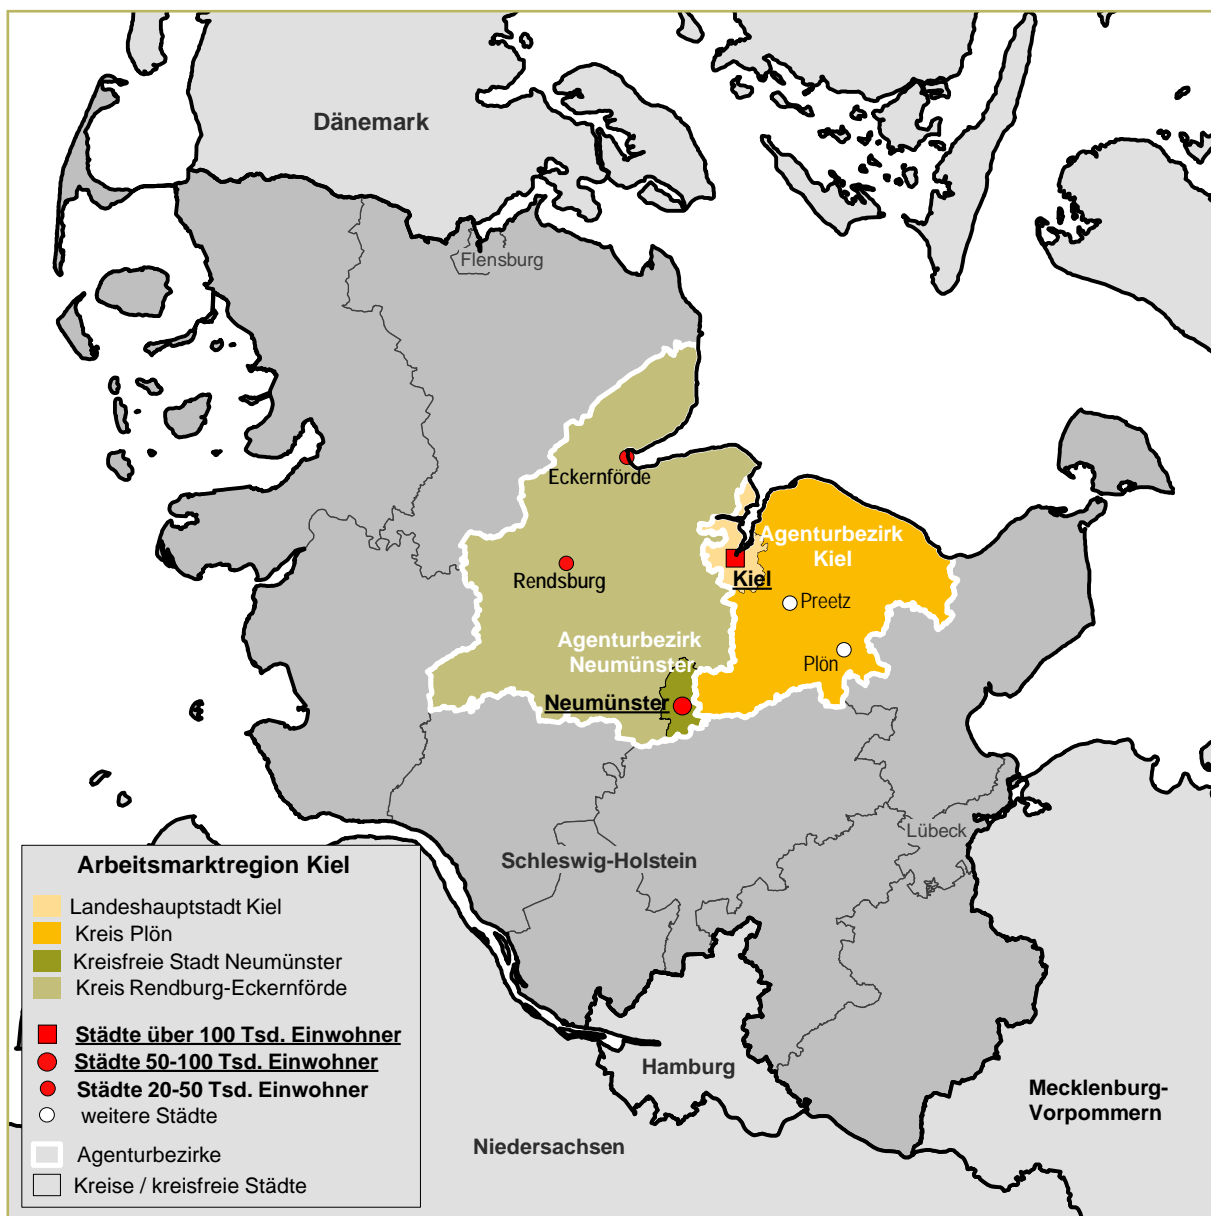 Dänemark
Flensburg
Eckernförde
Agenturbezirk
Kiel
Rendsburg
Kiel
Preetz
Agenturbezirk
Neumünster
Plön
Neumünster
Lübeck
Schleswig-Holstein
Hamburg
Mecklenburg-
Vorpommern
Niedersachsen
Arbeitsmarktregion Kiel
Landeshauptstadt Kiel
Kreis Plön
Kreisfreie Stadt Neumünster
Kreis Rendburg-Eckernförde
Städte über 100 Tsd. Einwohner
Städte 50-100 Tsd. Einwohner
Städte 20-50 Tsd. Einwohner
weitere Städte
Agenturbezirke
Kreise / kreisfreie Städte